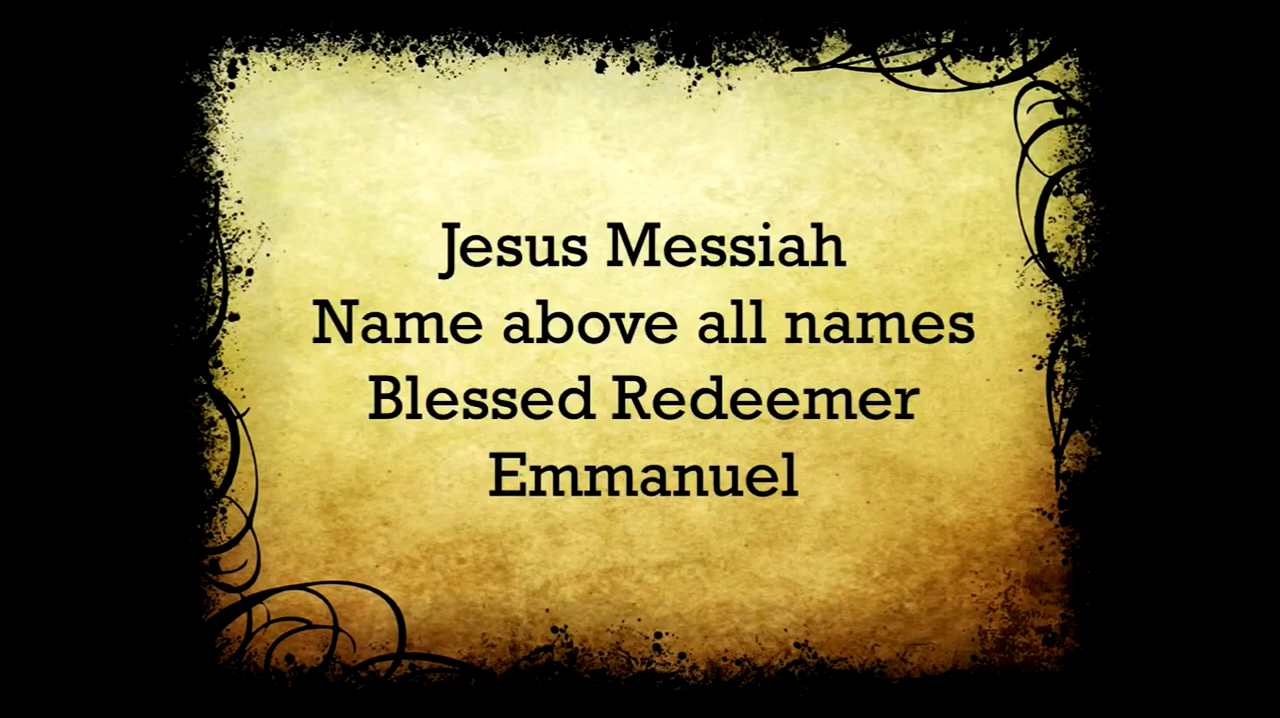 Jesus Messiah
Name above all names
Blessed Redeemer
Emmanuel